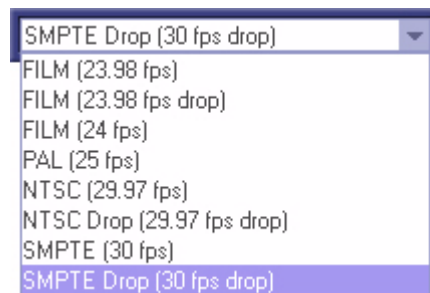 SMPTE Drop (30 fps drop)
FILM (23.98 fps)
FILM (23.98 fps drop)
FILM (24 fps)
PAL (25 fps)
NTSC (29.97 fps)
NTSC Drop (29.97 fps drop)
SMPTE (30 fps)
SMPTE Drop (30 fps drop)